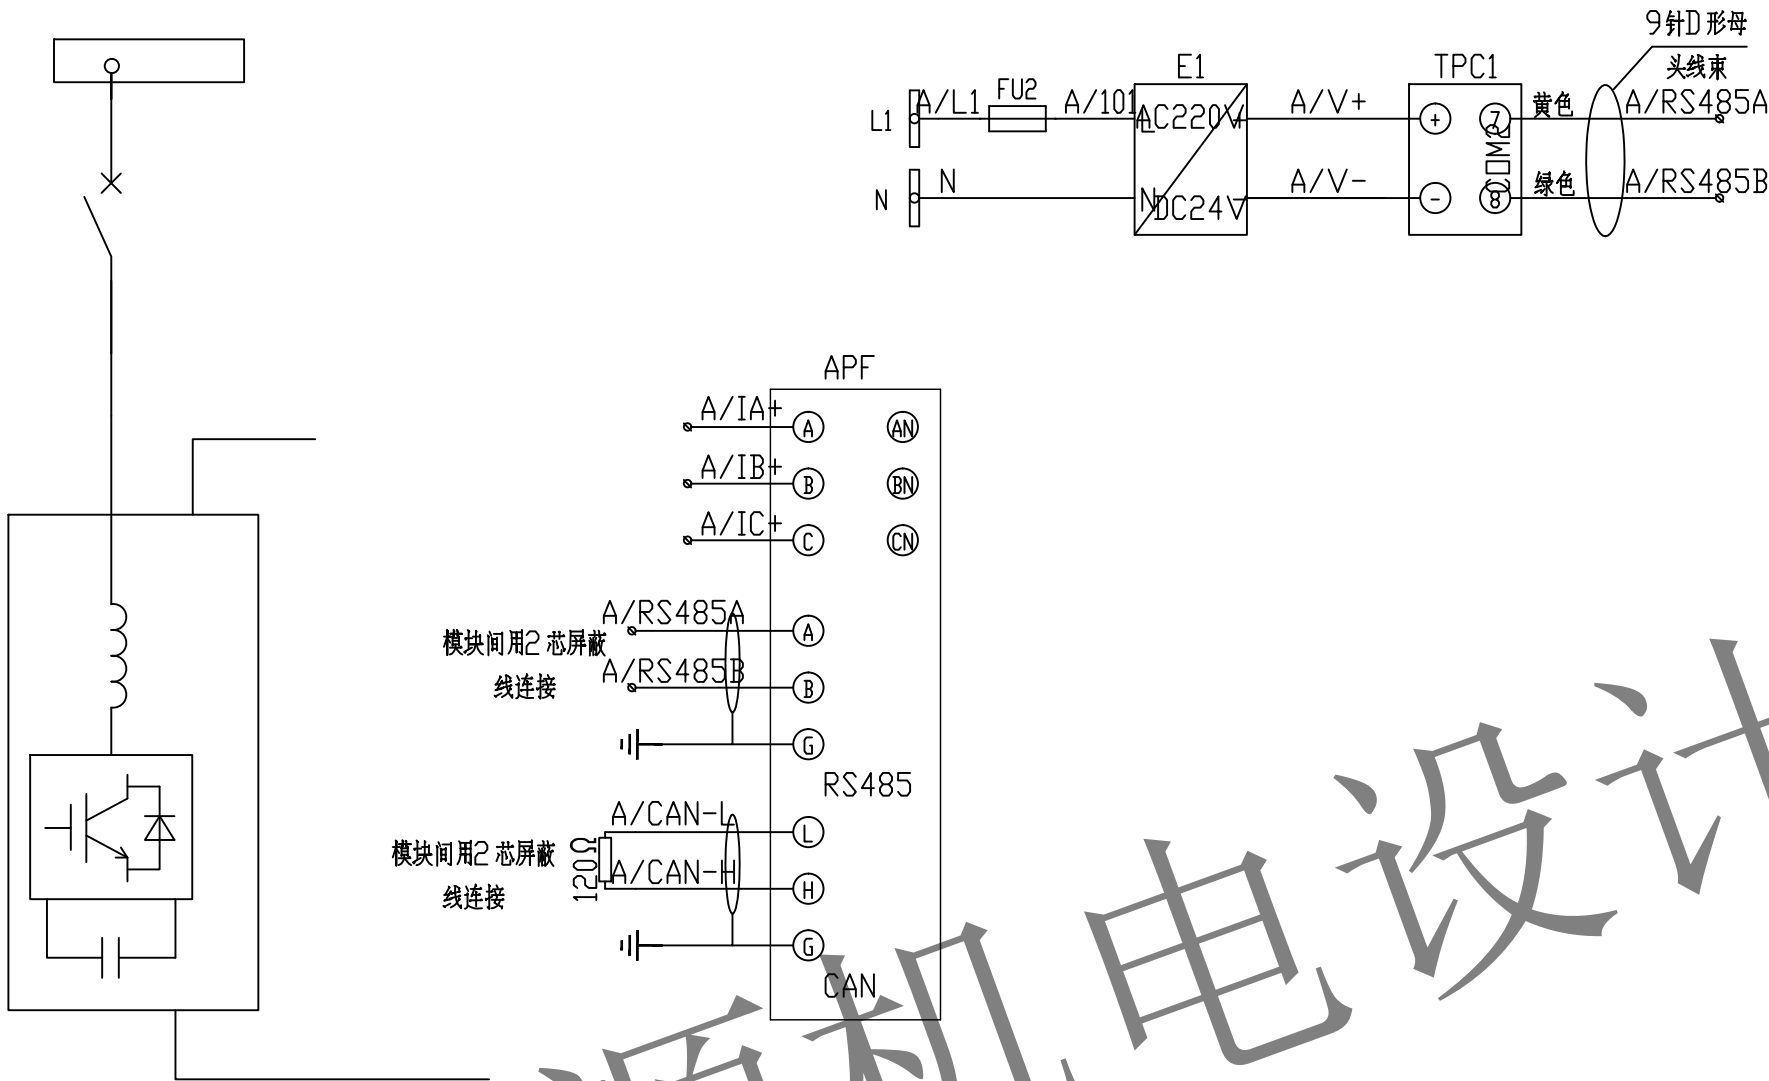 9针D形母
头线束
E1
TPC1
L1
A/L1
FU2
A/101
L
AC220V
+
A/V+
+
7
黄色
A/RS485A
COM2
N
N
N
DC24V
-
A/V-
-
8
绿色
A/RS485B
APF
A/IA+
A
AN
A/IB+
B
BN
A/IC+
C
CN
A/RS485A
A
模块间用2芯屏蔽
线连接
A/RS485B
B
G
RS485
A/CAN-L
L
模块间用2芯屏蔽
线连接
120Ω
A/CAN-H
H
G
CAN
源机电设计